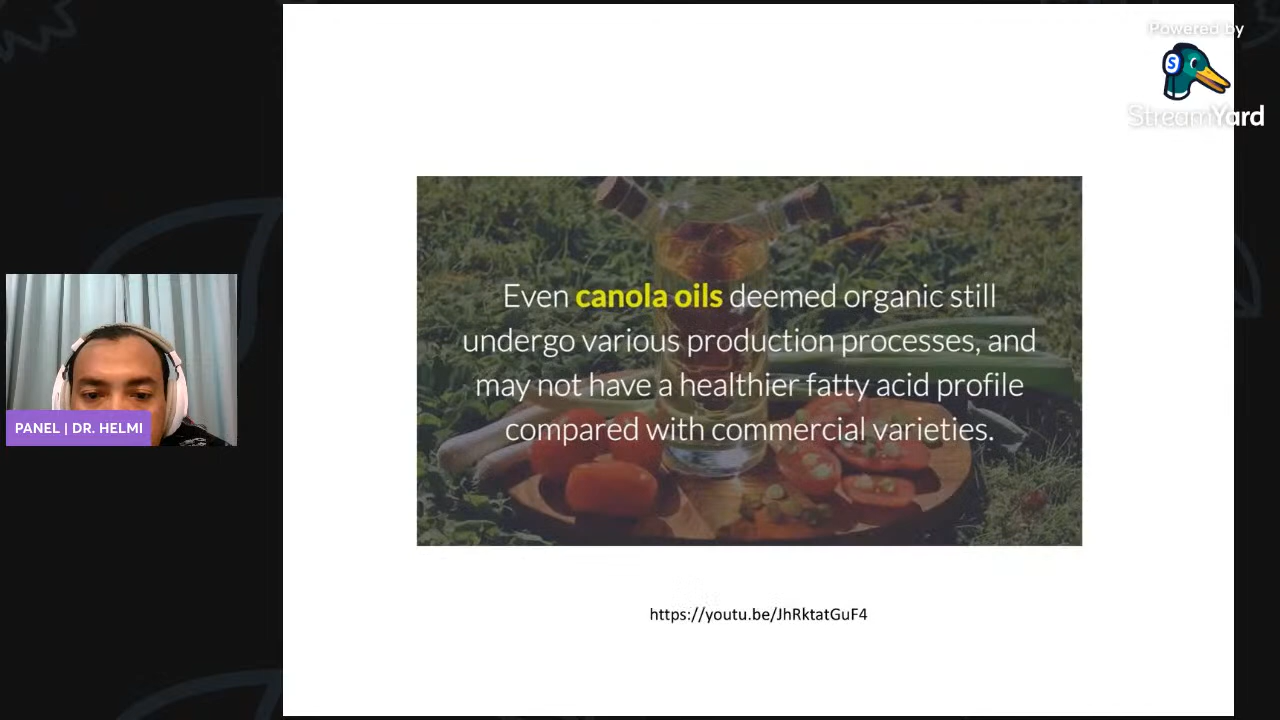 Powered by
S
StreamYard
Even canola oils deemed organic still
undergo various production processes, and
may not have a healthier fatty acid profile
compared with commercial varieties.
PANEL | DR. HELMI
https://youtu.be/JhRktatGuF4